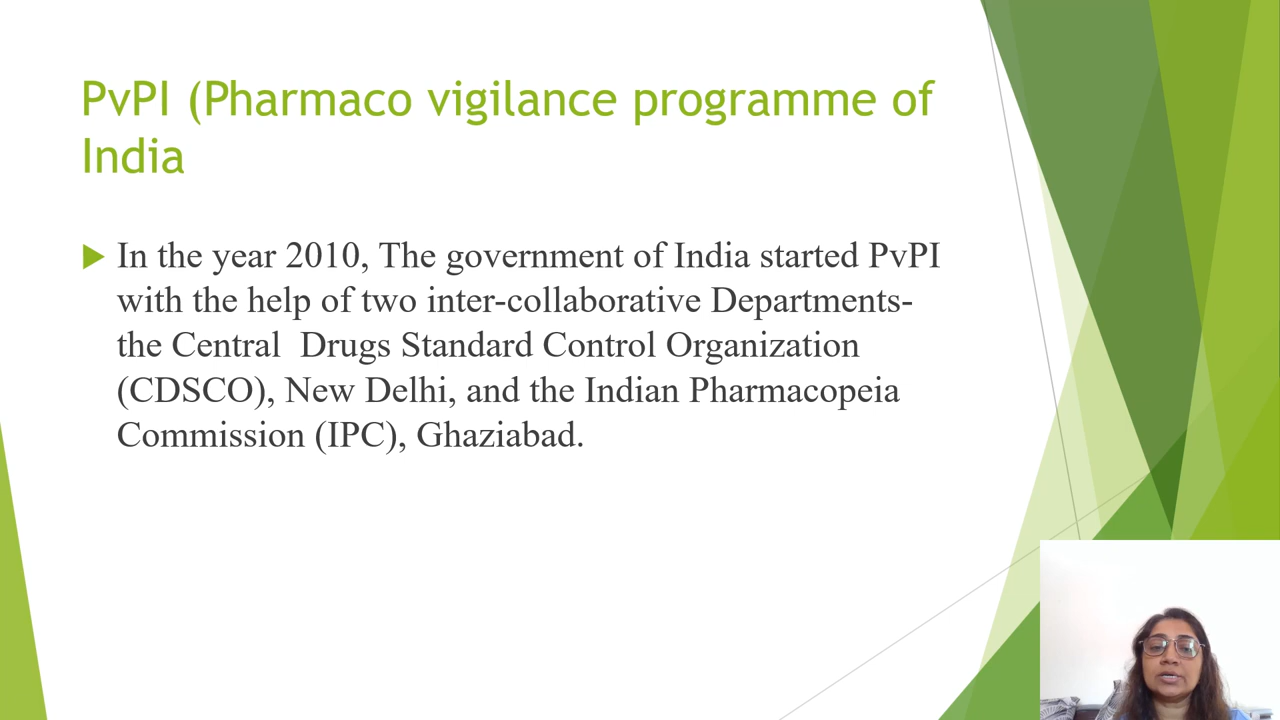 PvPI (Pharmaco vigilance programme of
India
In the year 2010, The government of India started PvPI
with the help of two inter-collaborative Departments-
the Central  Drugs Standard Control Organization
(CDSCO), New Delhi, and the Indian Pharmacopeia
Commission (IPC), Ghaziabad.